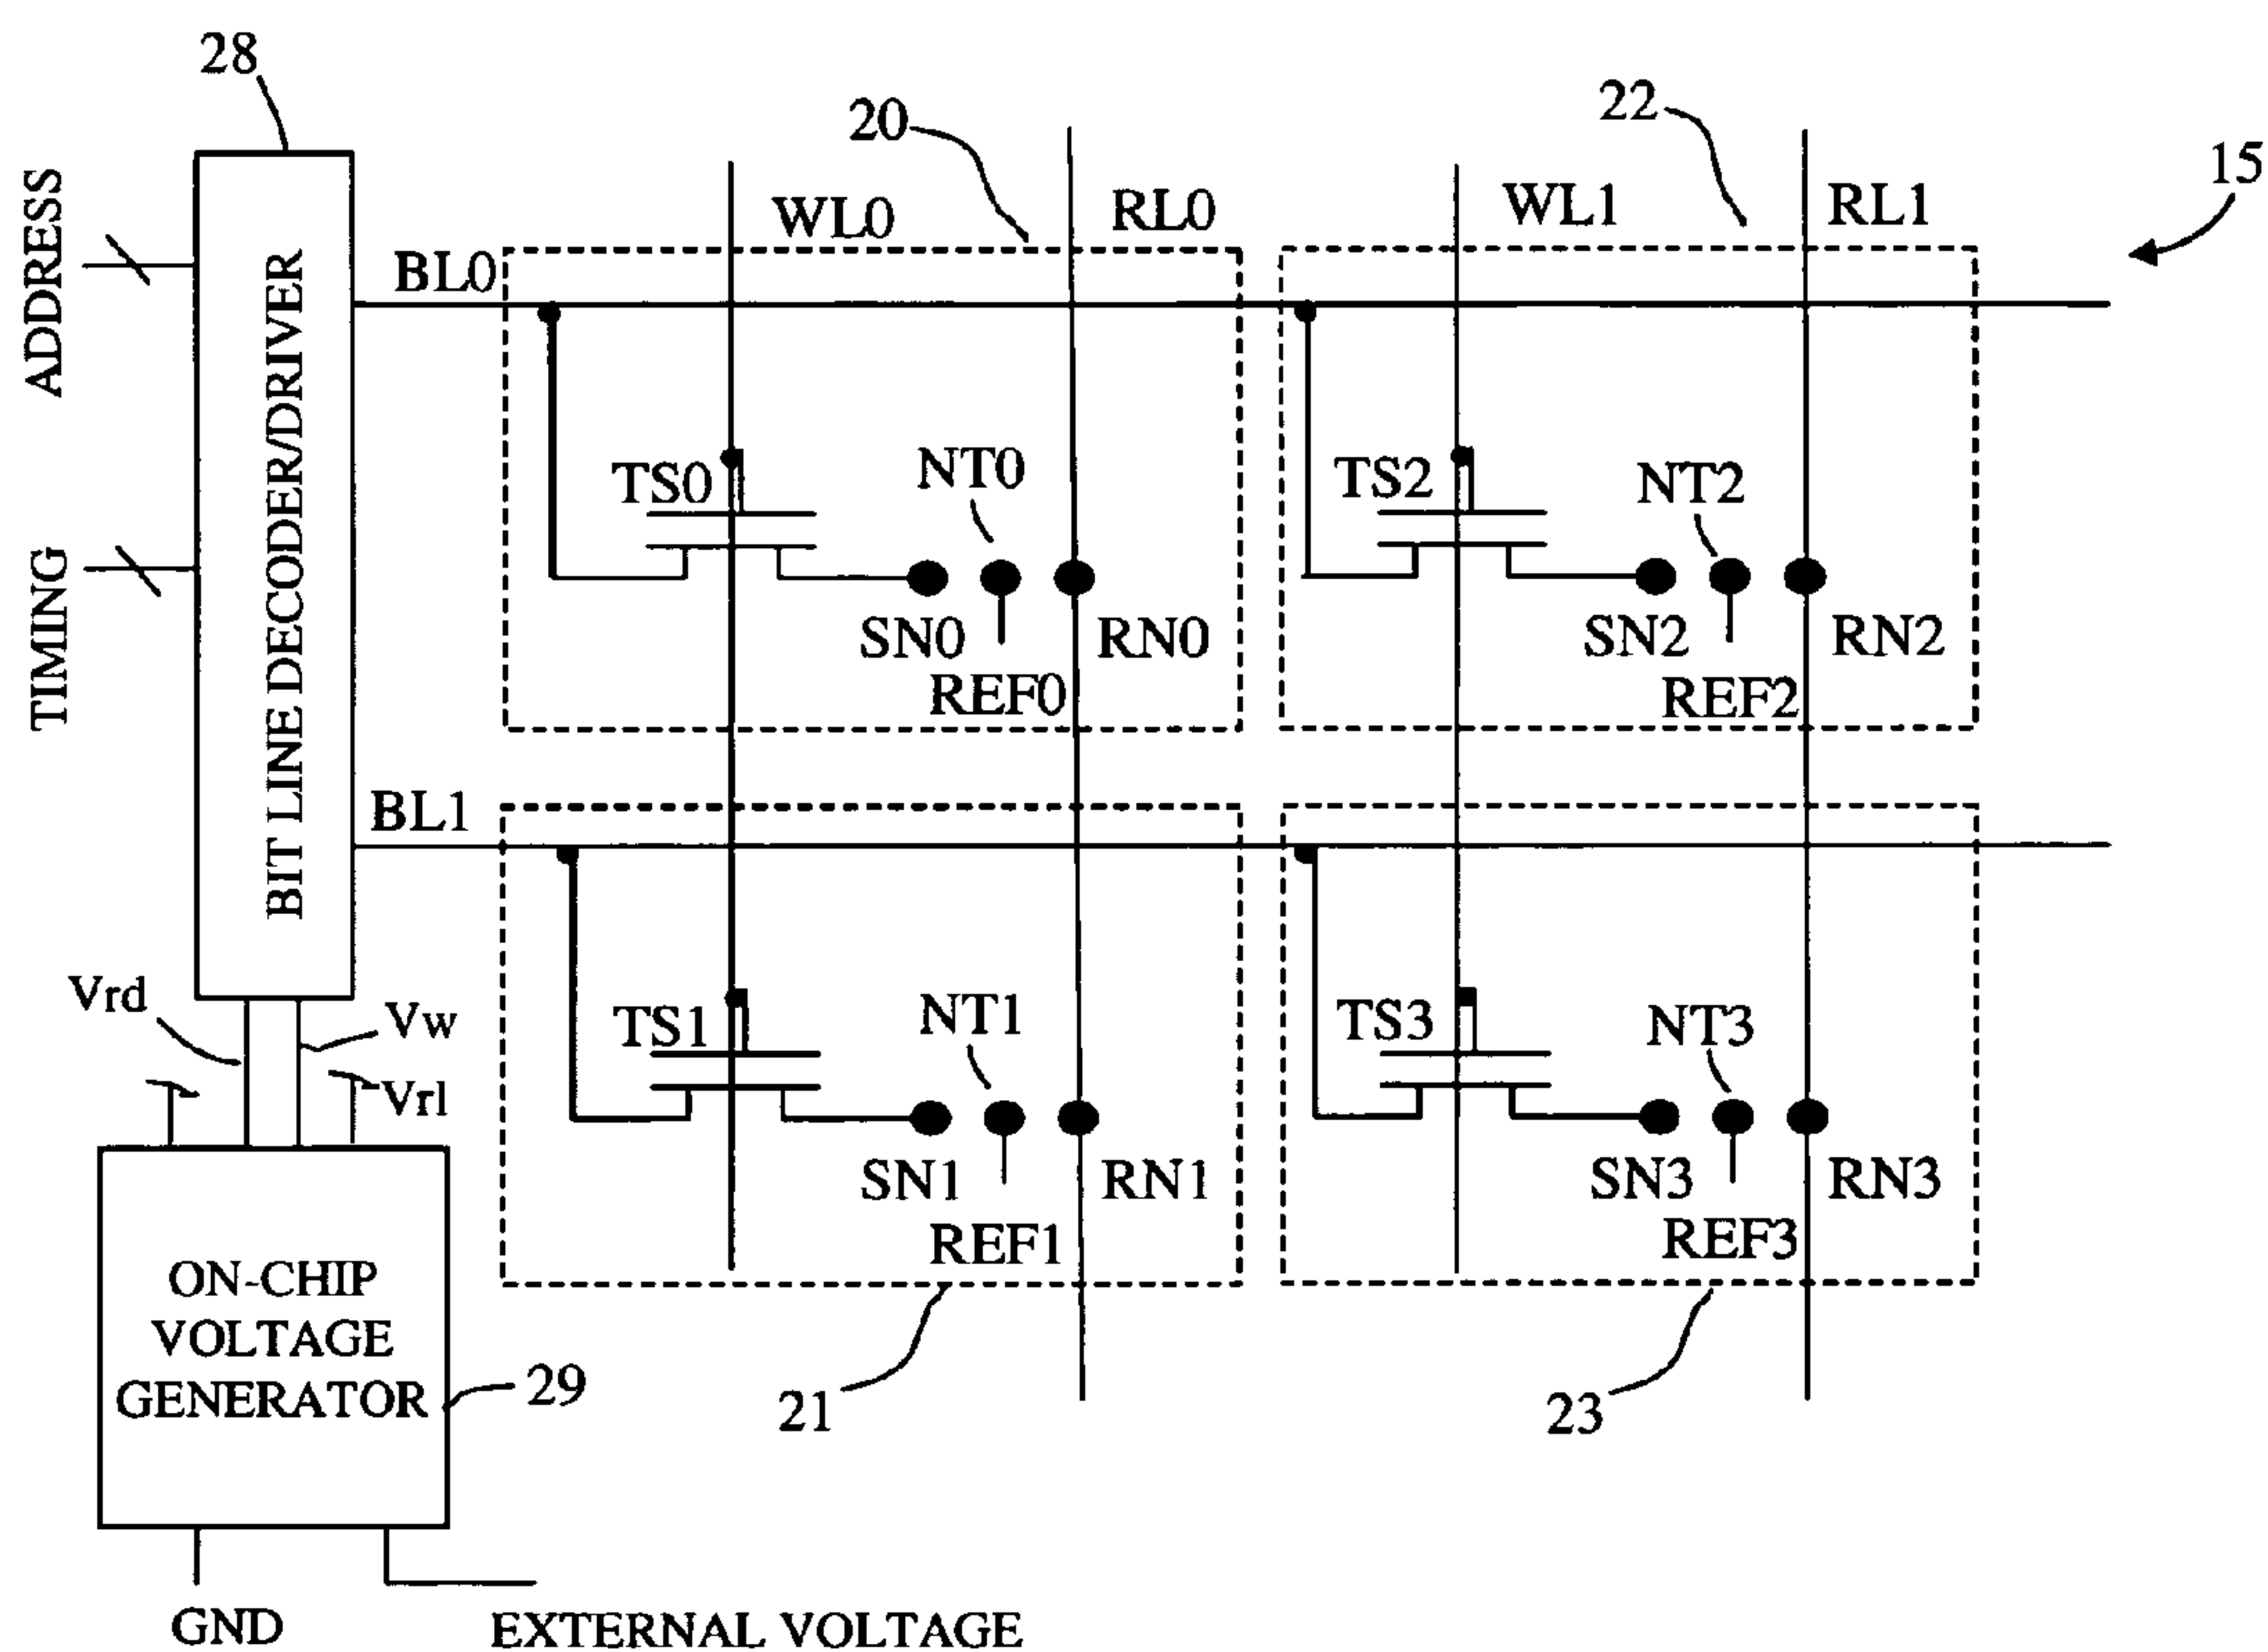 28
20
22
15
ADDRESS
WL0
RL0
WL1
RL1
BL0
BIT LINE DECODER/DRIVER
TS0
NT0
TS2
NT2
TIMING
SN0
RN0
SN2
RN2
REF0
REF2
BL1
Vrd
Vw
Vrl
TS1
NT1
TS3
NT3
SN1
RN1
SN3
RN3
REF1
REF3
ON-CHIP
VOLTAGE
GENERATOR
29
21
23
GND
EXTERNAL VOLTAGE